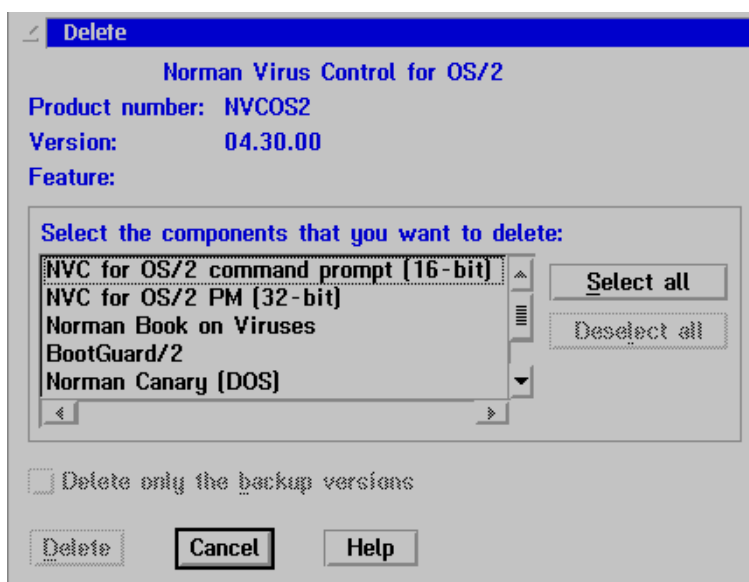 Delete
Norman Virus Control for OS/2
Product number: NVCOS2
Version: 04.30.00
Feature:
Select the components that you want to delete:
NVC for OS/2 command prompt (16-bit)
NVC for OS/2 PM (32-bit)
Norman Book on Viruses
BootGuard/2
Norman Canary (DOS)
Select all
Deselect all
Delete only the backup versions
Delete Cancel Help